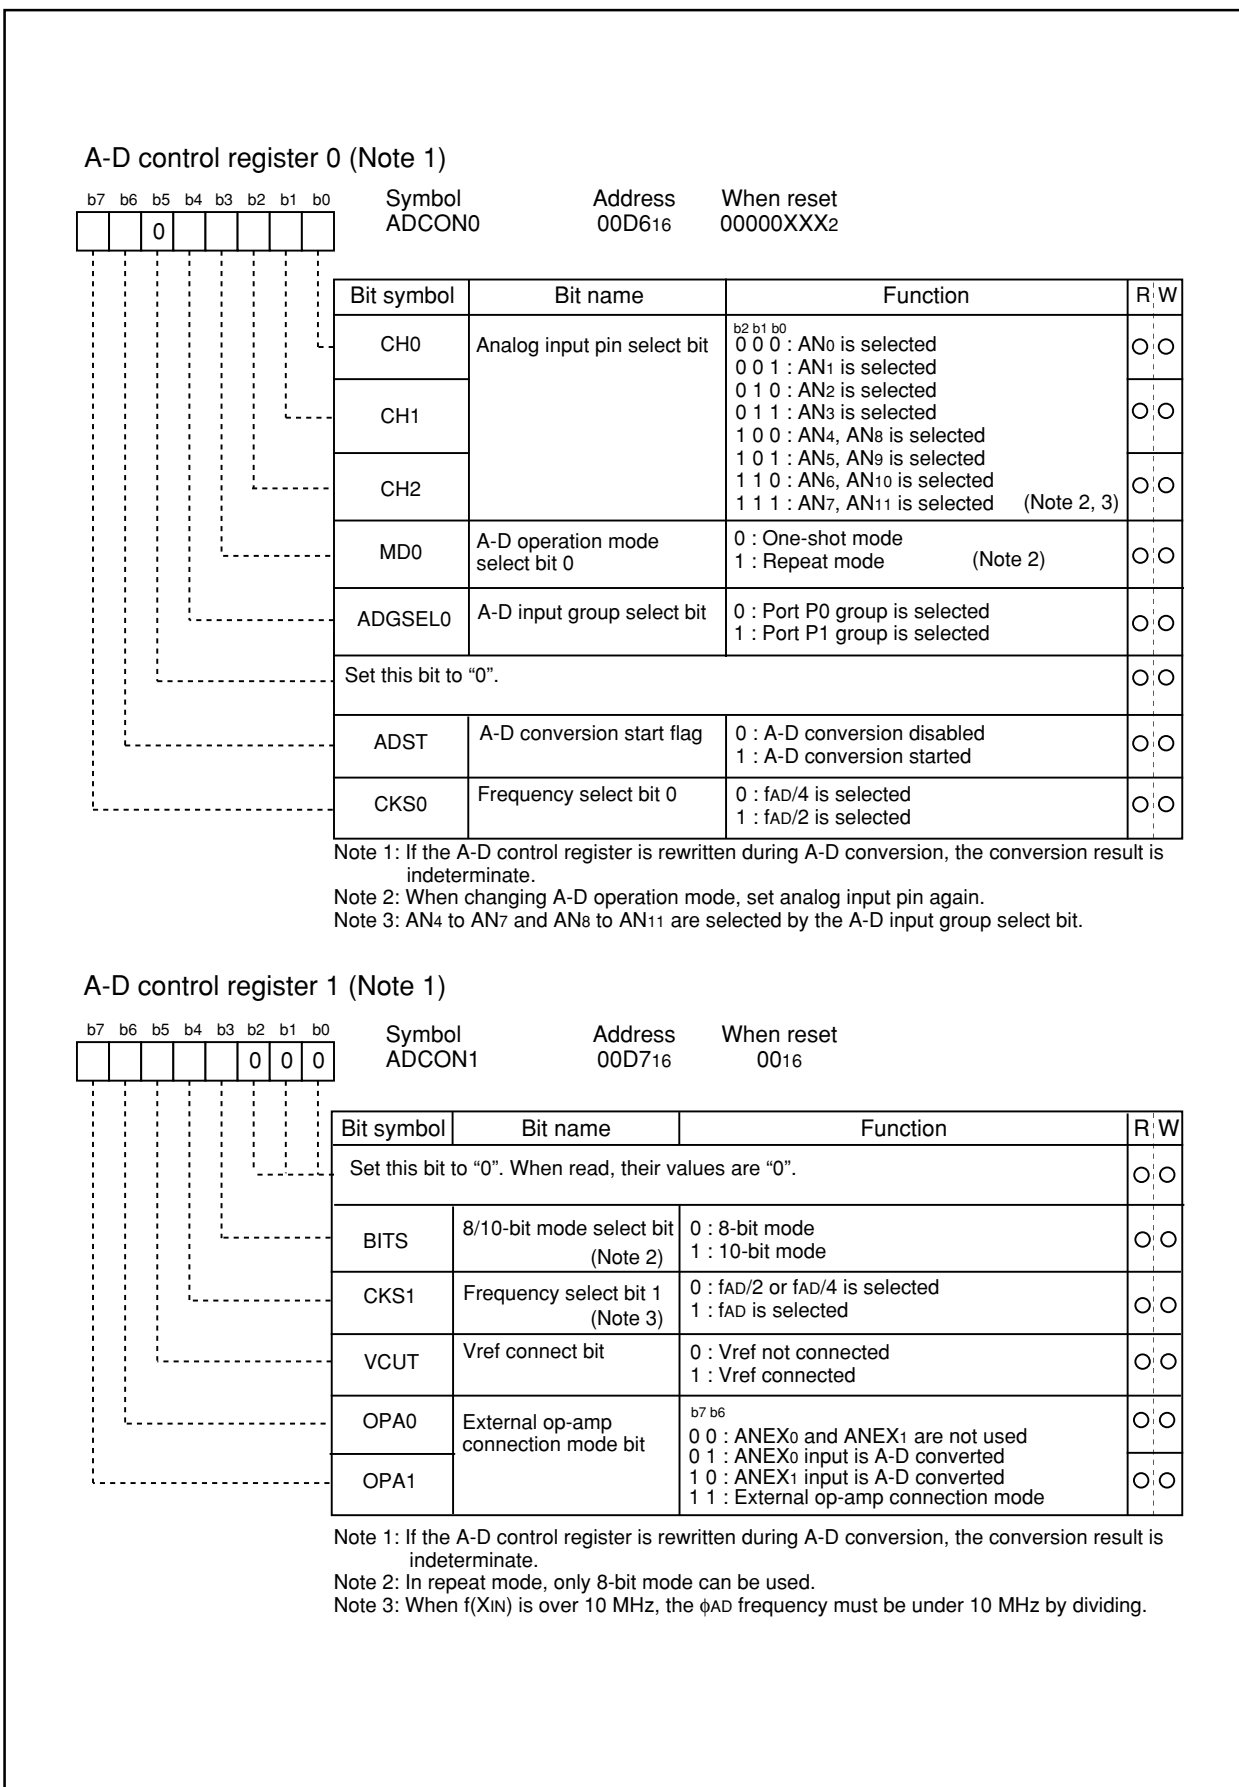 A-D control register 0 (Note 1)
b7 b6 b5 b4 b3 b2 b1 b0
Symbol Address When reset
ADCON0 00D616 00000XXX2
0
Bit symbol Bit name Function R W
CH0 Analog input pin select bit
b2 b1 b0
0 0 0 : AN0 is selected
0 0 1 : AN1 is selected
0 1 0 : AN2 is selected
0 1 1 : AN3 is selected
CH1
1 0 0 : AN4, AN8 is selected
1 0 1 : AN5, AN9 is selected
1 1 0 : AN6, AN10 is selected
1 1 1 : AN7, AN11 is selected (Note 2, 3)
CH2
MD0 A-D operation mode
select bit 0
0 : One-shot mode
1 : Repeat mode (Note 2)
ADGSEL0 A-D input group select bit
0 : Port P0 group is selected
1 : Port P1 group is selected
Set this bit to “0”.
ADST A-D conversion start flag
0 : A-D conversion disabled
1 : A-D conversion started
CKS0 Frequency select bit 0
0 : fAD/4 is selected
1 : fAD/2 is selected
Note 1: If the A-D control register is rewritten during A-D conversion, the conversion result is
indeterminate.
Note 2: When changing A-D operation mode, set analog input pin again.
Note 3: AN4 to AN7 and AN8 to AN11 are selected by the A-D input group select bit.
A-D control register 1 (Note 1)
b7 b6 b5 b4 b3 b2 b1 b0
Symbol Address When reset
ADCON1 00D716 0016
0 0 0
Bit symbol Bit name Function R W
Set this bit to “0”. When read, their values are “0”.
BITS 8/10-bit mode select bit
(Note 2)
0 : 8-bit mode
1 : 10-bit mode
CKS1 Frequency select bit 1
(Note 3)
0 : fAD/2 or fAD/4 is selected
1 : fAD is selected
VCUT Vref connect bit
0 : Vref not connected
1 : Vref connected
OPA0 External op-amp
connection mode bit
b7 b6
0 0 : ANEX0 and ANEX1 are not used
0 1 : ANEX0 input is A-D converted
1 0 : ANEX1 input is A-D converted
1 1 : External op-amp connection mode
OPA1
Note 1: If the A-D control register is rewritten during A-D conversion, the conversion result is
indeterminate.
Note 2: In repeat mode, only 8-bit mode can be used.
Note 3: When f(XIN) is over 10 MHz, the ϕAD frequency must be under 10 MHz by dividing.